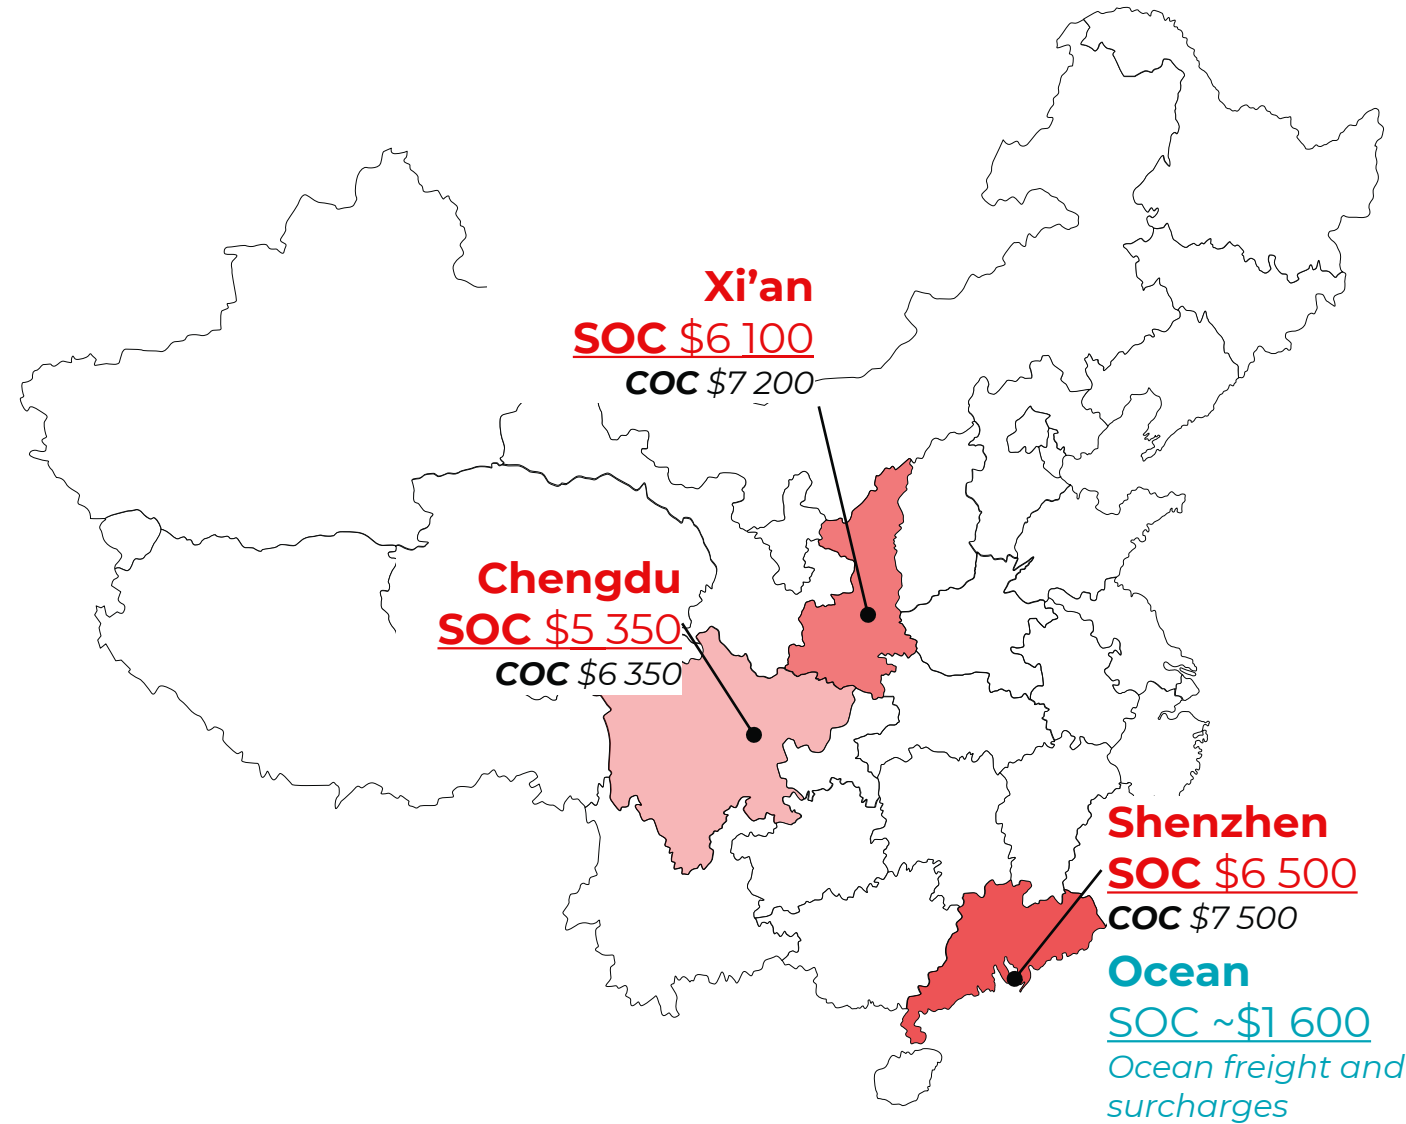 Xi’an
SOC $6 100
COC $7 200
Chengdu
SOC $5 350
COC $6 350
Shenzhen
SOC $6 500
COC $7 500
Ocean
SOC ~$1 600
Ocean freight and
surcharges